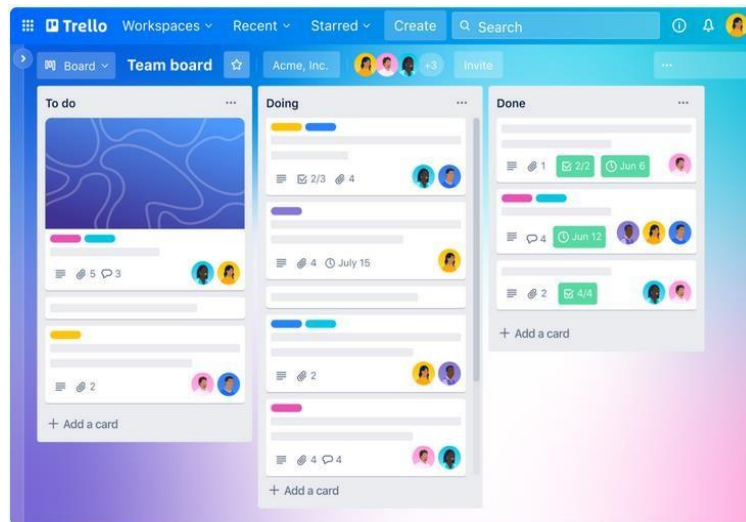 Trello Workspaces Recent Starred Create Search
Board Team board Acme, Inc. +3 Invite
To do
5 3
2
+ Add a card
Doing
2/3 4
4 July 15
2
4 4
+ Add a card
Done
1 2/2 Jun 6
4 Jun 12
2 4/4
+ Add a card